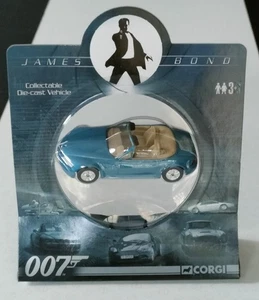 JAMES BOND
Collectable
Die-cast Vehicle
3+
007
CORGI